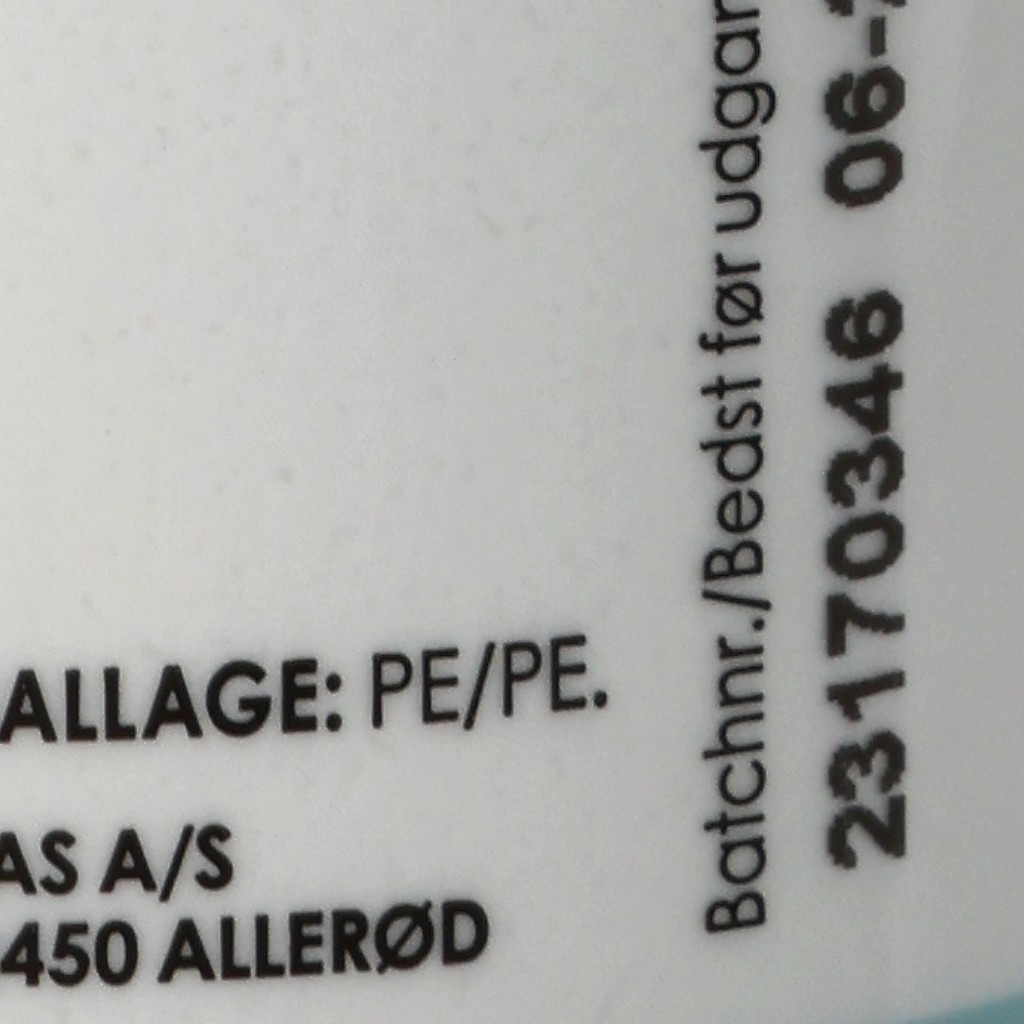 ALLAGE: PE/PE.
AS A/S
450 ALLERØD
Batchnr./Bedst før udgan
23170346 06-